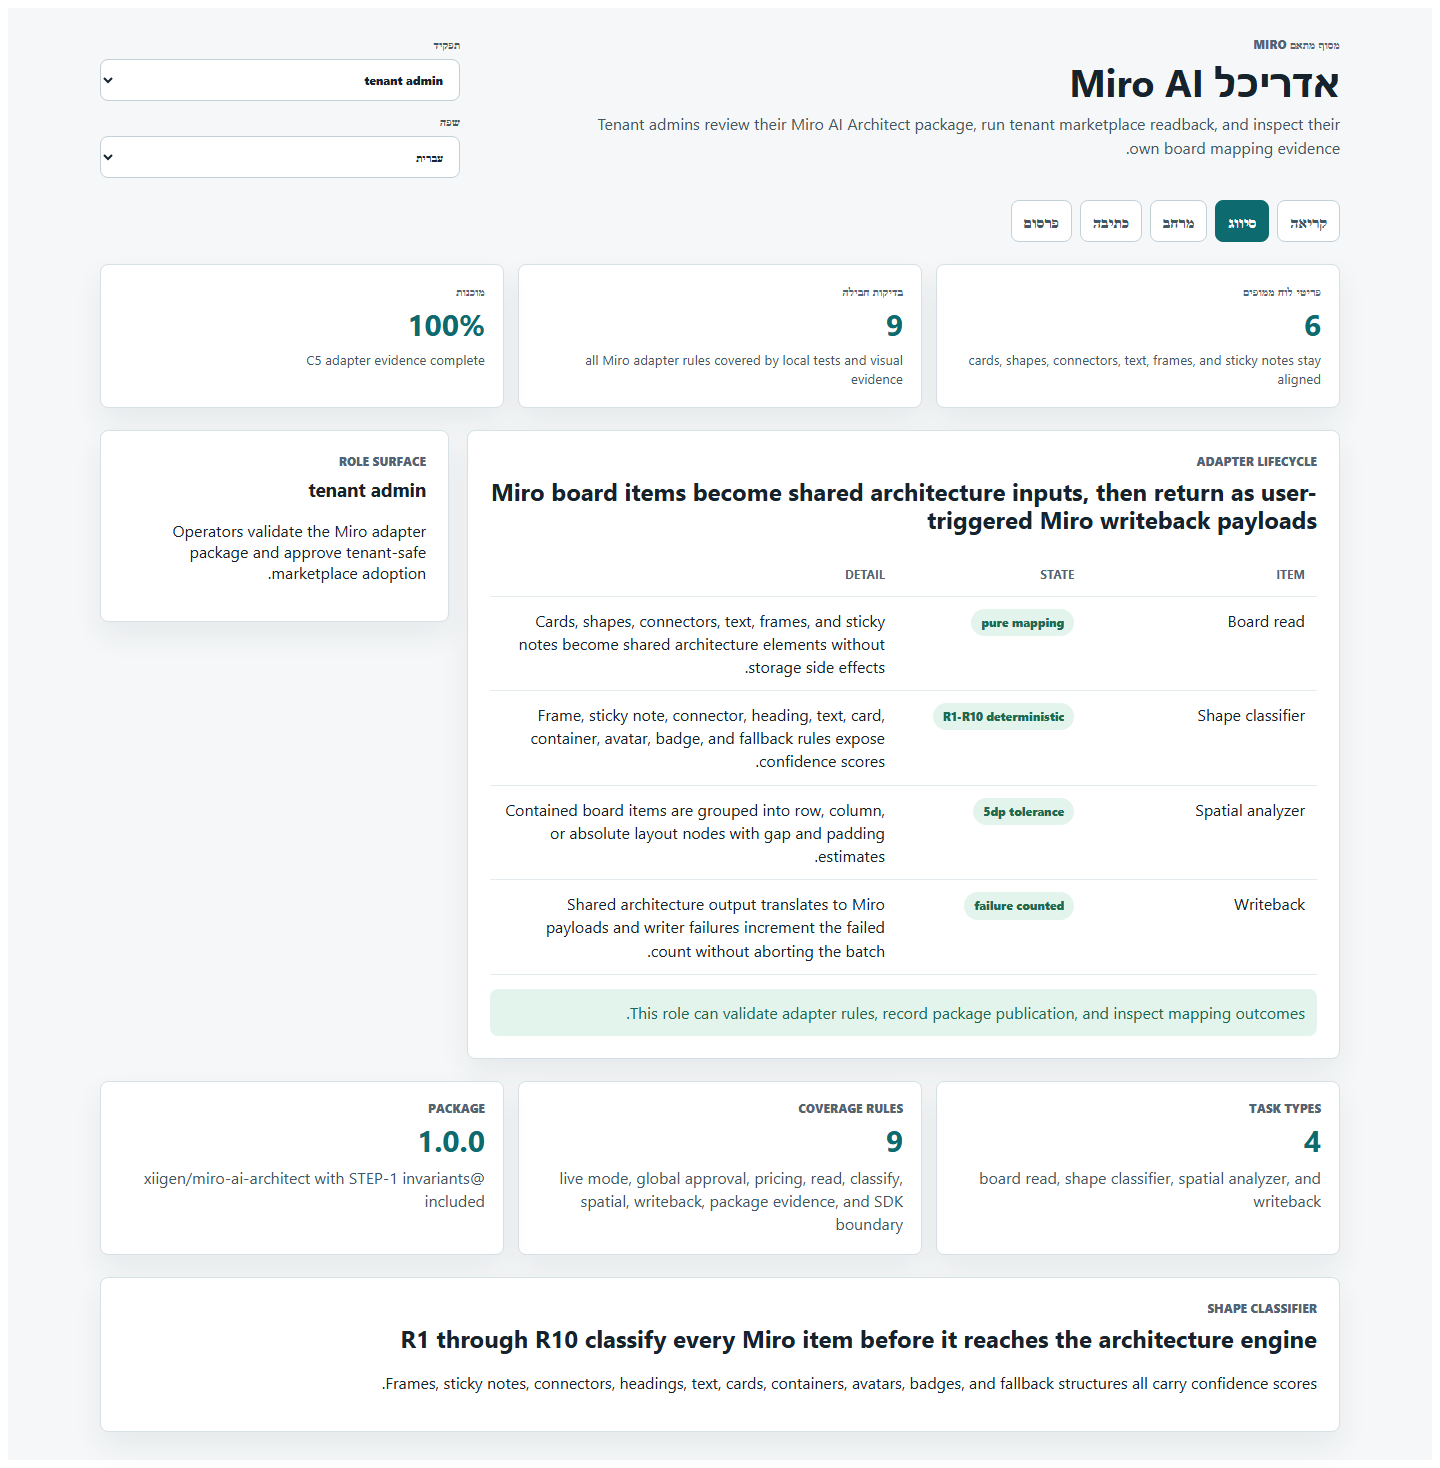 מסוף מתאם MIRO
אדריכל Miro AI
Tenant admins review their Miro AI Architect package, run tenant marketplace readback, and inspect their
own board mapping evidence.
תפקיד
tenant admin
שפה
עברית
קריאה
סיווג
מרחב
כתיבה
פרסום
פריטי לוח ממופים
6
cards, shapes, connectors, text, frames, and sticky notes stay
aligned
בדיקות חבילה
9
all Miro adapter rules covered by local tests and visual
evidence
מוכנות
100%
C5 adapter evidence complete
ADAPTER LIFECYCLE
Miro board items become shared architecture inputs, then return as user-
triggered Miro writeback payloads
ITEM
STATE
DETAIL
Board read
pure mapping
Cards, shapes, connectors, text, frames, and sticky
notes become shared architecture elements without
storage side effects.
Shape classifier
R1-R10 deterministic
Frame, sticky note, connector, heading, text, card,
container, avatar, badge, and fallback rules expose
confidence scores.
Spatial analyzer
5dp tolerance
Contained board items are grouped into row, column,
or absolute layout nodes with gap and padding
estimates.
Writeback
failure counted
Shared architecture output translates to Miro
payloads and writer failures increment the failed
count without aborting the batch.
This role can validate adapter rules, record package publication, and inspect mapping outcomes.
ROLE SURFACE
tenant admin
Operators validate the Miro adapter
package and approve tenant-safe
marketplace adoption.
TASK TYPES
4
board read, shape classifier, spatial analyzer, and
writeback
COVERAGE RULES
9
live mode, global approval, pricing, read, classify,
spatial, writeback, package evidence, and SDK
boundary
PACKAGE
1.0.0
@xiigen/miro-ai-architect with STEP-1 invariants
included
SHAPE CLASSIFIER
R1 through R10 classify every Miro item before it reaches the architecture engine
Frames, sticky notes, connectors, headings, text, cards, containers, avatars, badges, and fallback structures all carry confidence scores.